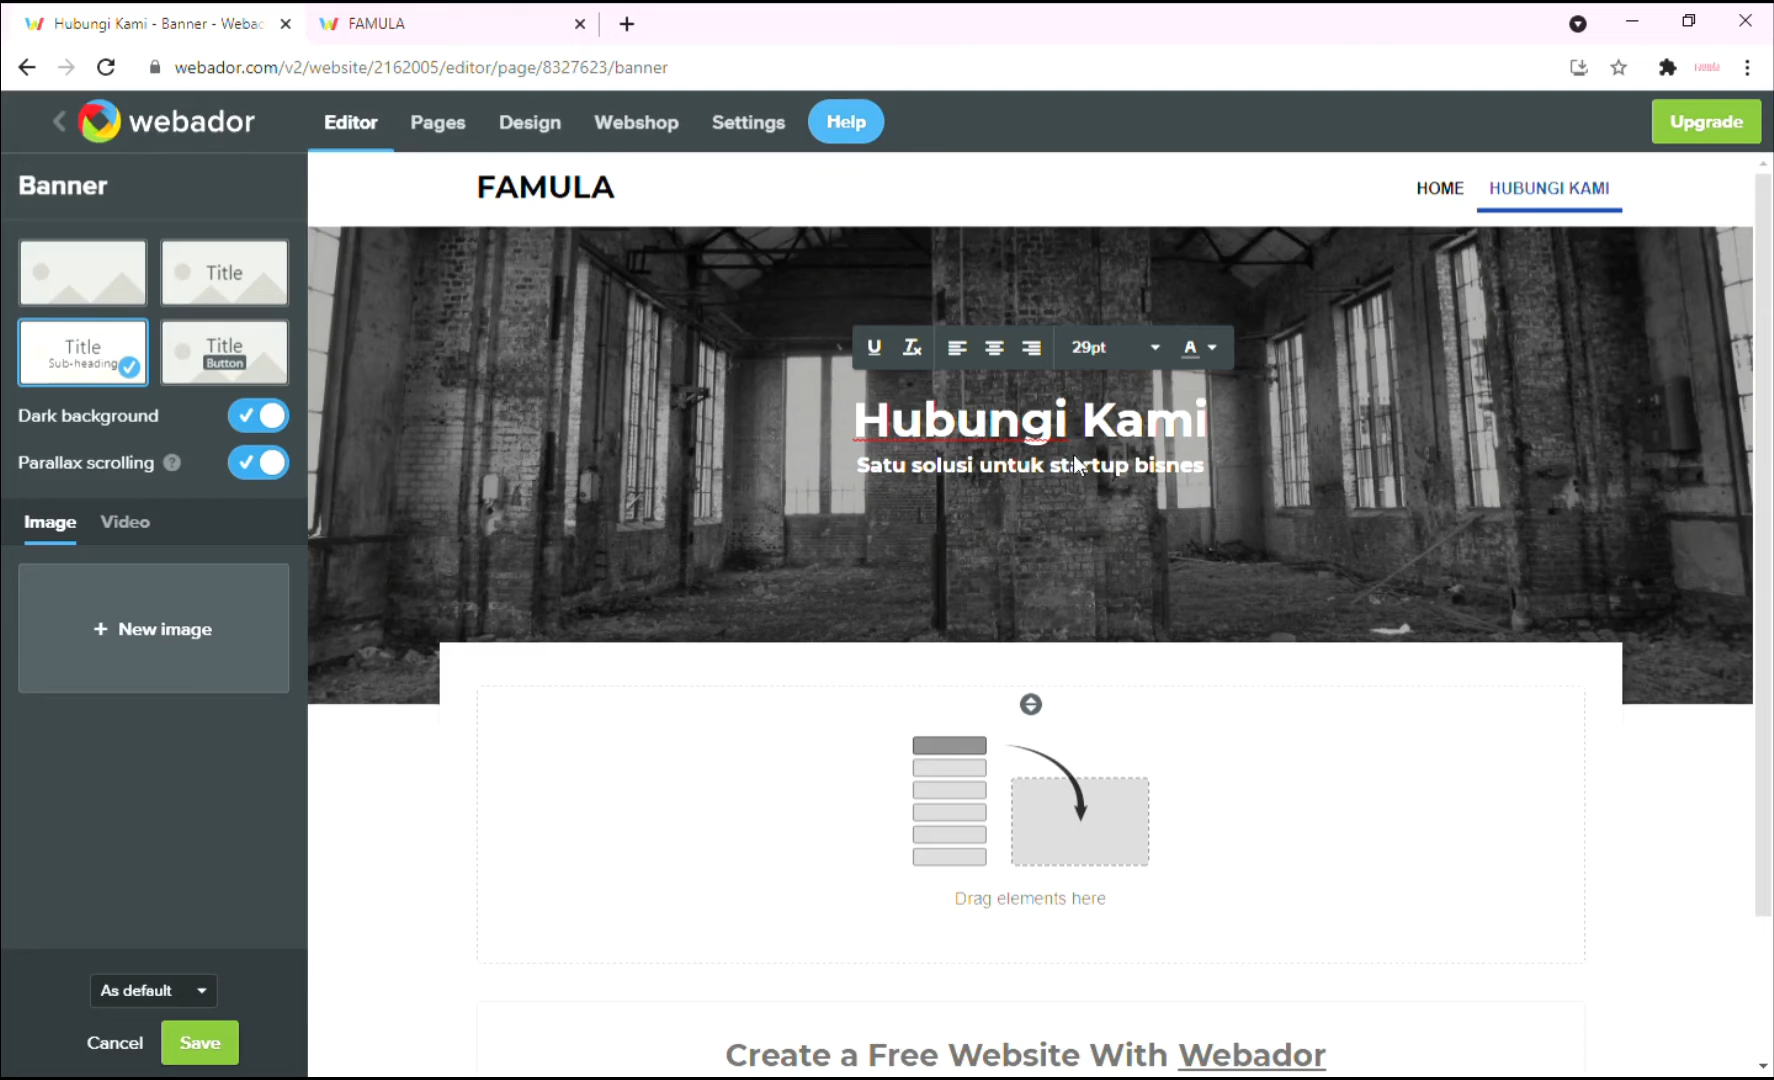 Hubungi Kami - Banner - Webac
FAMULA
webador.com/v2/website/2162005/editor/page/8327623/banner
webador
Editor
Pages
Design
Webshop
Settings
Help
Upgrade
Banner
FAMULA
HOME
HUBUNGI KAMI
Title
Title
Sub-heading
Title
Button
Dark background
Parallax scrolling
Image
Video
+ New image
29pt
A
Hubungi Kami
Satu solusi untuk startup bisnes
Drag elements here
As default
Cancel
Save
Create a Free Website With Webador